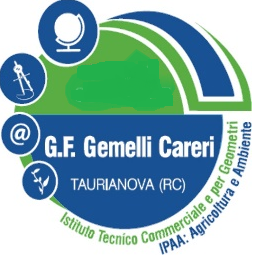 @
G.F. Gemelli Careri
TAURIANOVA (RC)
Istituto Tecnico Commerciale e per Geometri
IPAA: Agricoltura e Ambiente